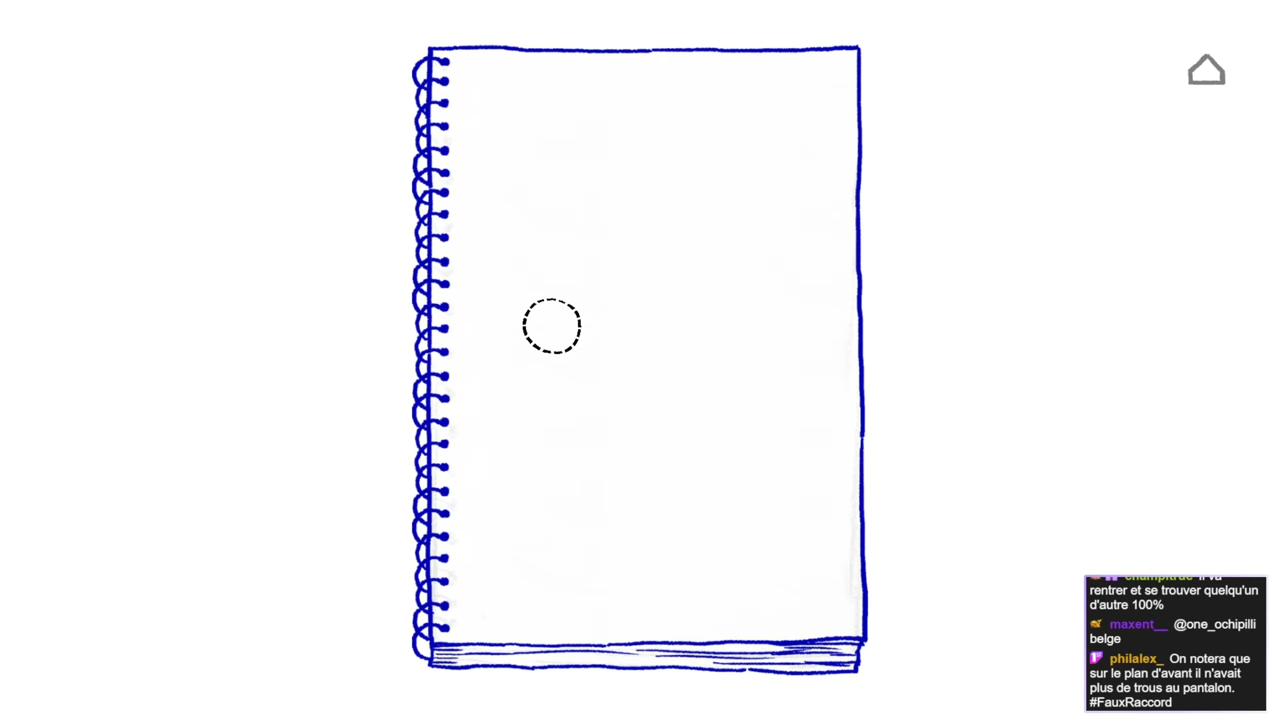 rentrer et se trouver quelqu'un
d'autre 100%
maxent__ @one_ochipilli
belge
philalex_ On notera que
sur le plan d'avant il n'avait
plus de trous au pantalon.
#FauxRaccord